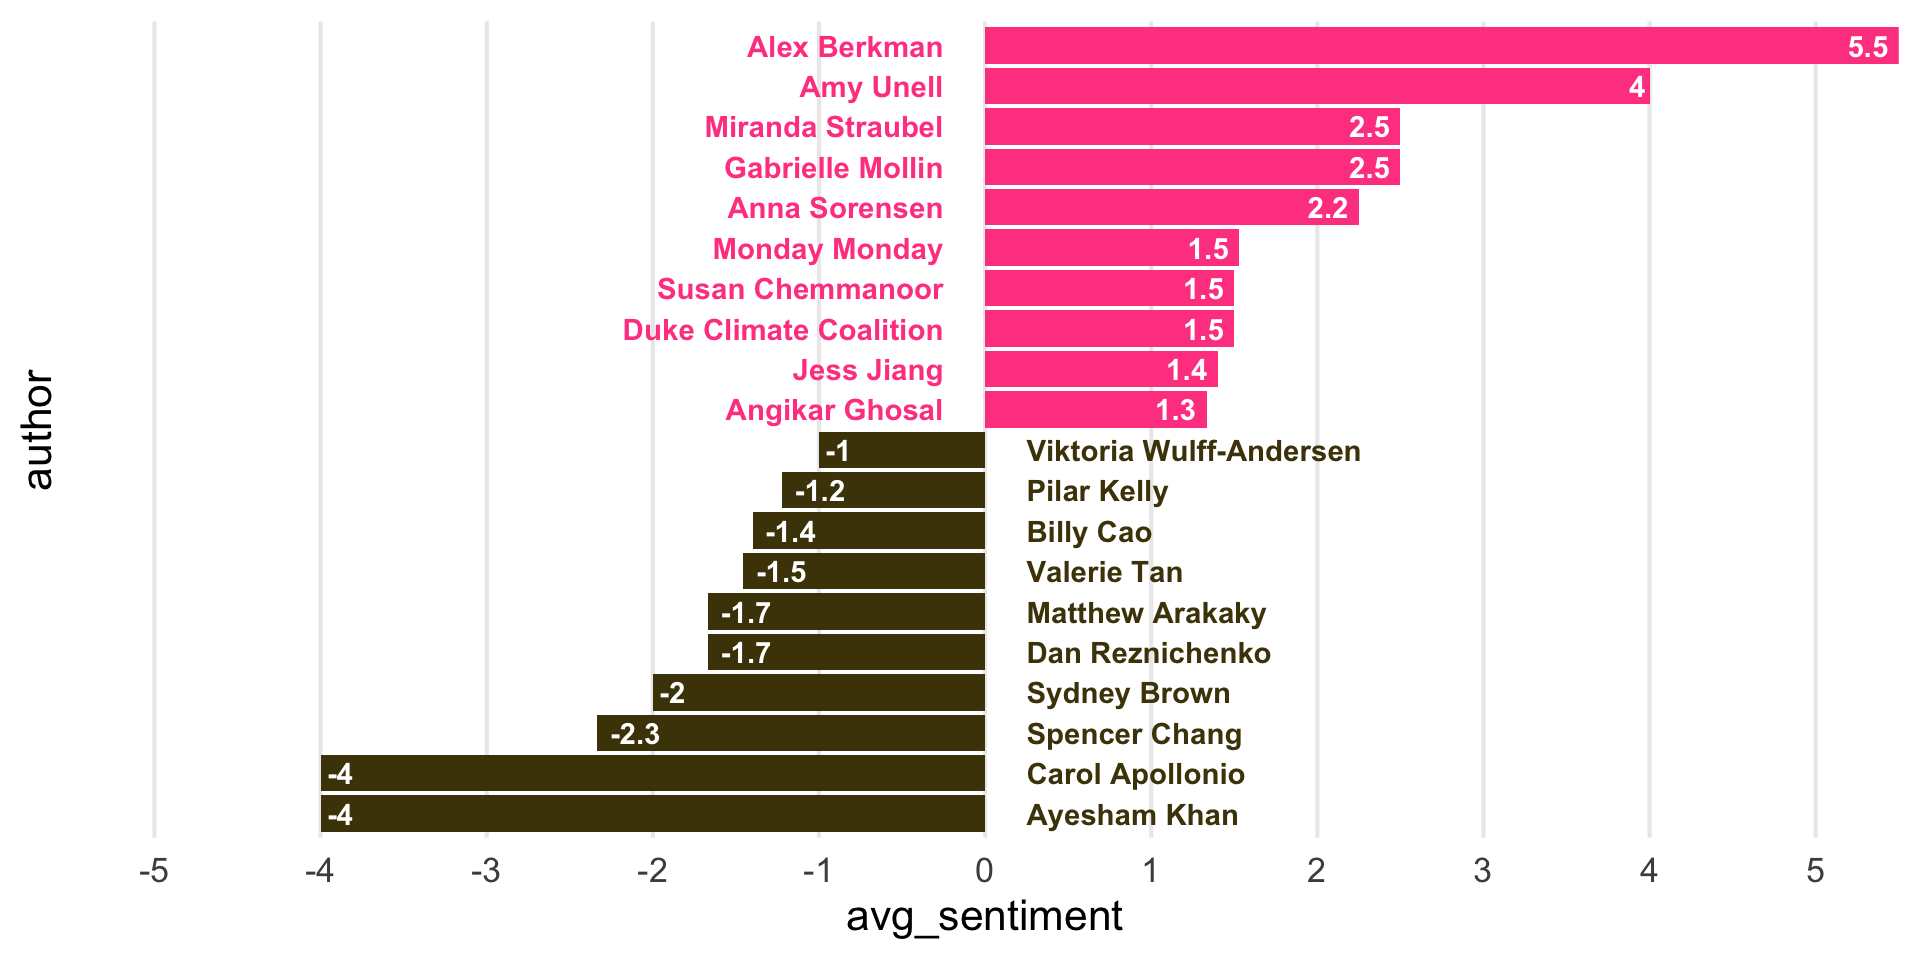 Alex Berkman 5.5
Amy Unell 4
Miranda Straubel 2.5
Gabrielle Mollin 2.5
Anna Sorensen 2.2
Monday Monday 1.5
Susan Chemmanoor 1.5
Duke Climate Coalition 1.5
Jess Jiang 1.4
Angikar Ghosal 1.3
-1 Viktoria Wulff-Andersen
-1.2 Pilar Kelly
-1.4 Billy Cao
-1.5 Valerie Tan
-1.7 Matthew Arakaky
-1.7 Dan Reznichenko
-2 Sydney Brown
-2.3 Spencer Chang
-4 Carol Apollonio
-4 Ayesham Khan
author
-5 -4 -3 -2 -1 0 1 2 3 4 5
avg_sentiment